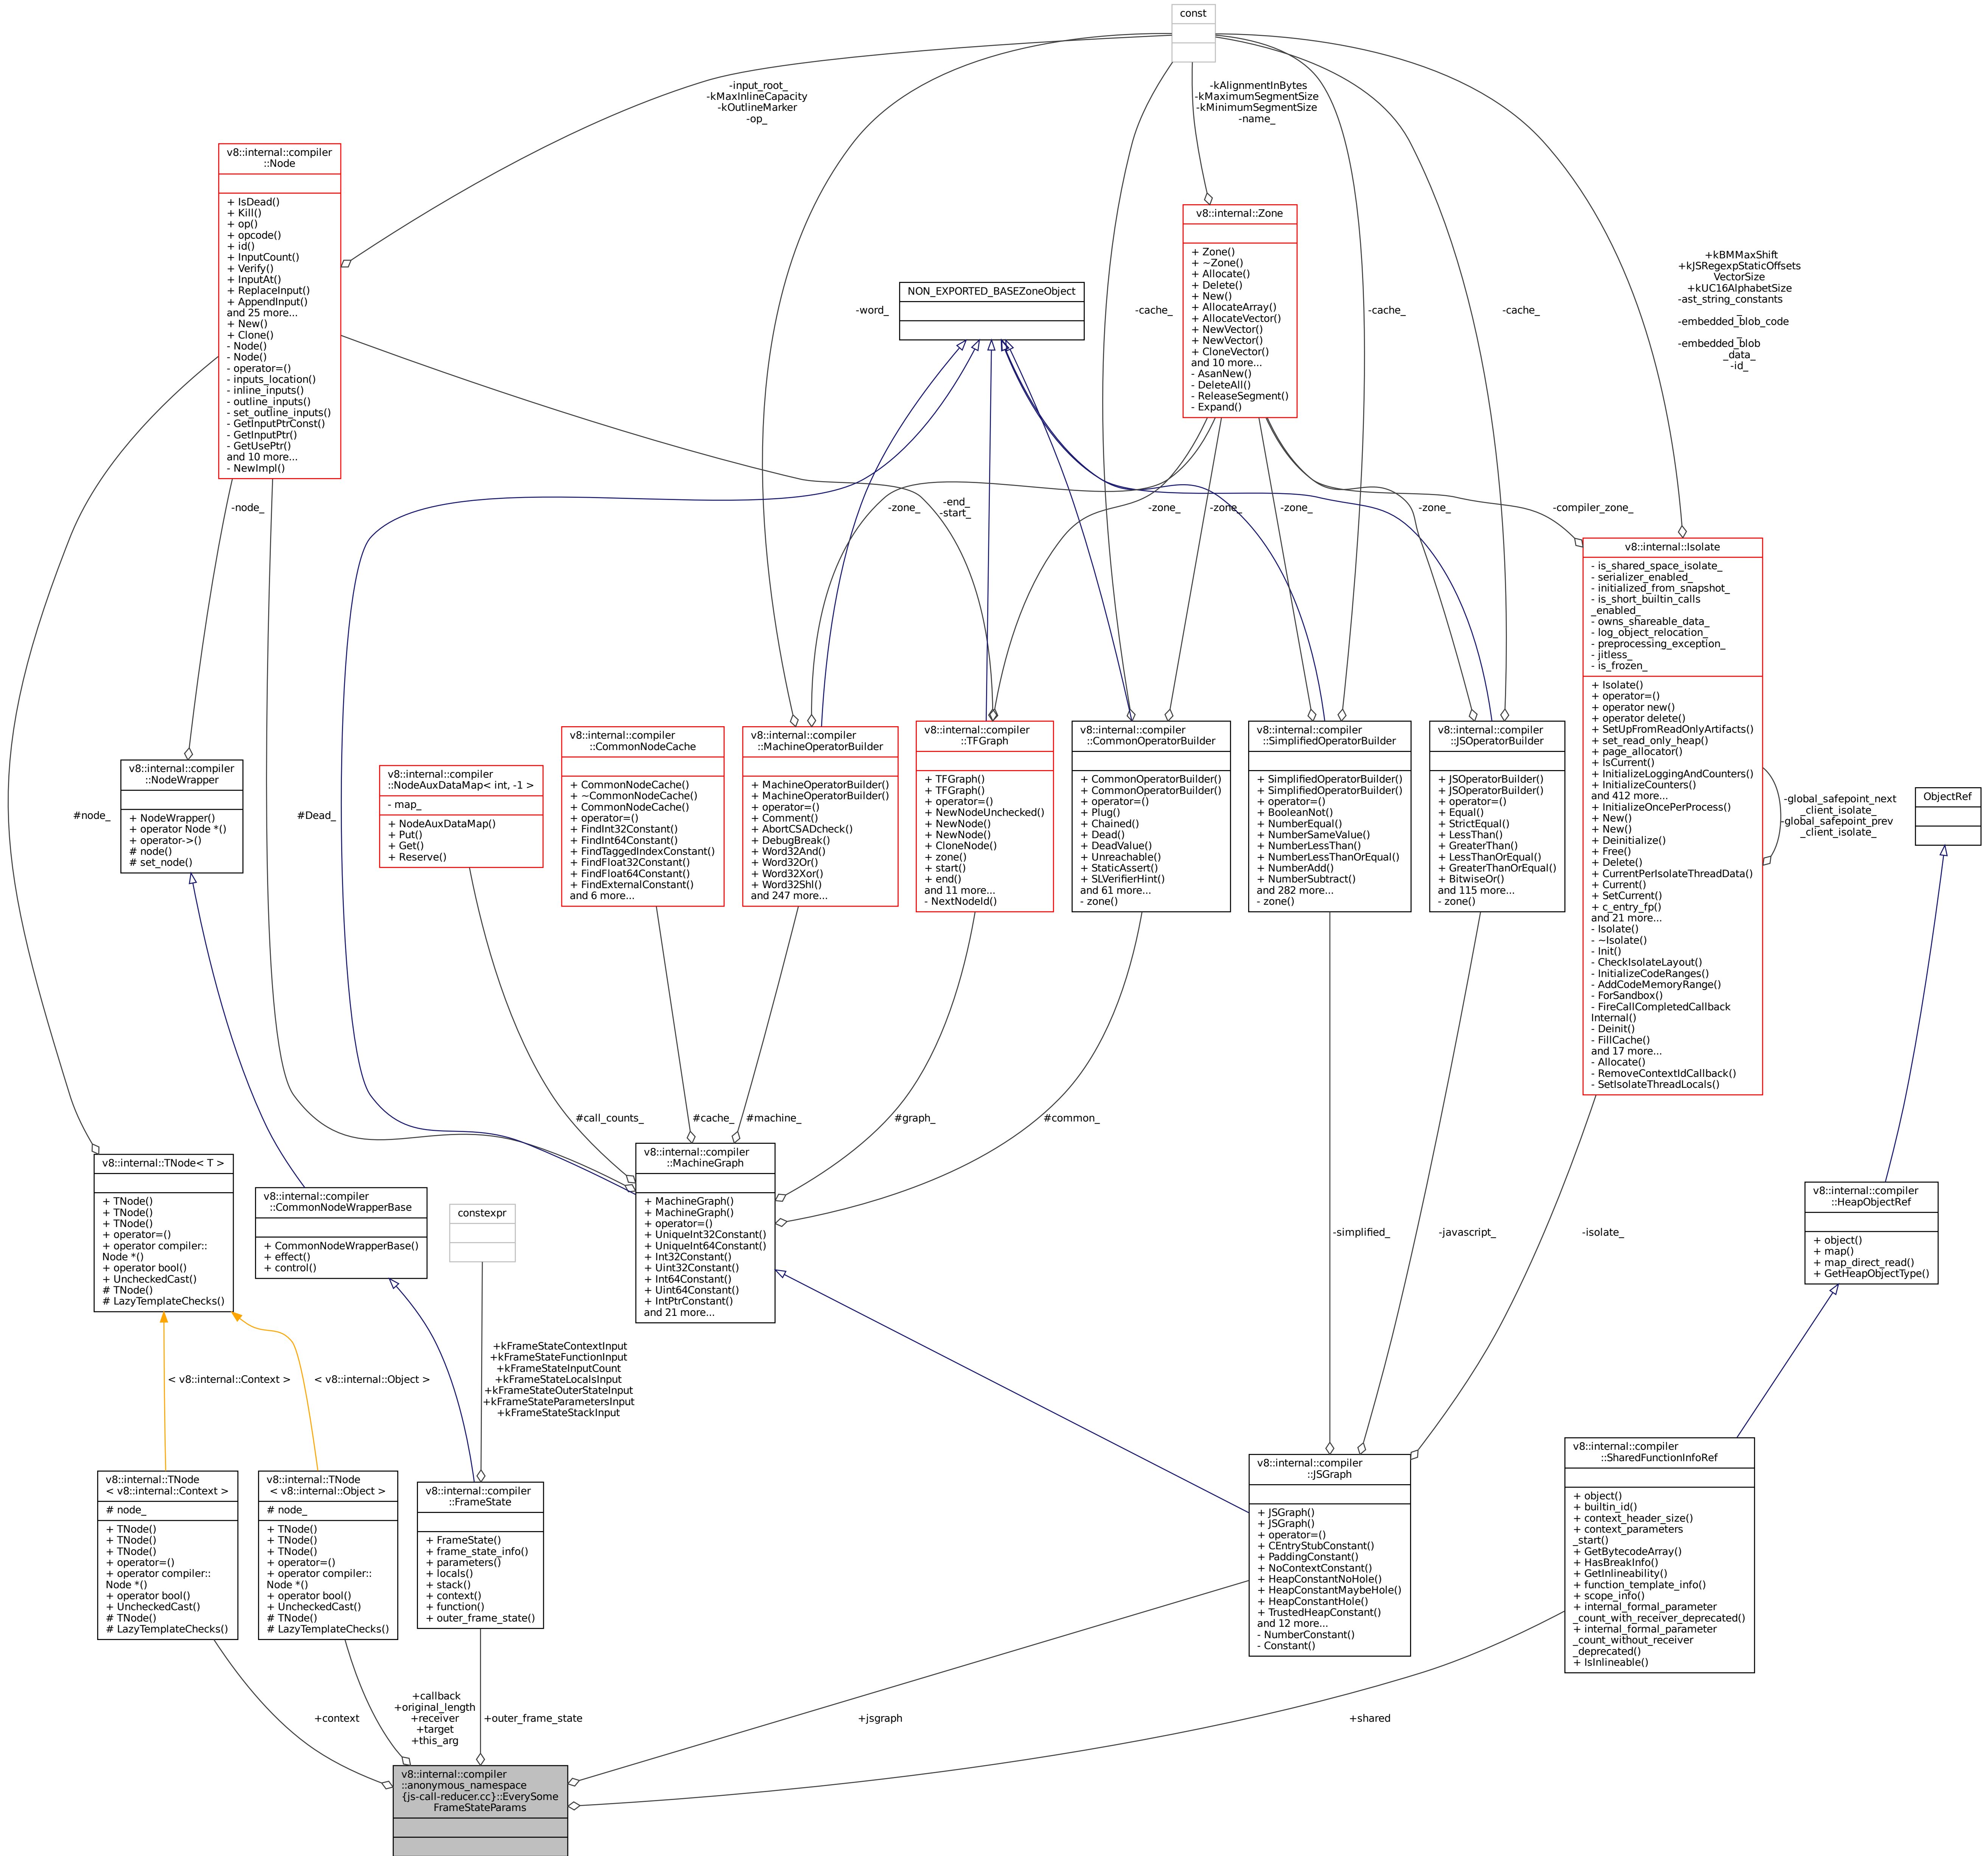 const
-input_root_
-kMaxInlineCapacity
-kOutlineMarker
-op_
-kAlignmentInBytes
-kMaximumSegmentSize
-kMinimumSegmentSize
-name_
v8::internal::compiler
::Node
+ IsDead()
+ Kill()
+ op()
+ opcode()
+ id()
+ InputCount()
+ Verify()
+ InputAt()
+ ReplaceInput()
+ AppendInput()
and 25 more...
+ New()
+ Clone()
- Node()
- Node()
- operator=()
- inputs_location()
- inline_inputs()
- outline_inputs()
- set_outline_inputs()
- GetInputPtrConst()
- GetInputPtr()
- GetUsePtr()
and 10 more...
- NewImpl()
v8::internal::Zone
+ Zone()
+ ~Zone()
+ Allocate()
+ Delete()
+ New()
+ AllocateArray()
+ AllocateVector()
+ NewVector()
+ NewVector()
+ CloneVector()
and 10 more...
- AsanNew()
- DeleteAll()
- ReleaseSegment()
- Expand()
NON_EXPORTED_BASEZoneObject
-word_
-cache_
-cache_
-cache_
+kBMMaxShift
+kJSRegexpStaticOffsets
VectorSize
+kUC16AlphabetSize
-ast_string_constants
_
-embedded_blob_code
_
-embedded_blob
_data_
-id_
-node_
-zone_
-end_
-start_
-zone_
-zone_
-zone_
-zone_
-compiler_zone_
v8::internal::Isolate
- is_shared_space_isolate_
- serializer_enabled_
- initialized_from_snapshot_
- is_short_builtin_calls
_enabled_
- owns_shareable_data_
- log_object_relocation_
- preprocessing_exception_
- jitless_
- is_frozen_
+ Isolate()
+ operator=()
+ operator new()
+ operator delete()
+ SetUpFromReadOnlyArtifacts()
+ set_read_only_heap()
+ page_allocator()
+ IsCurrent()
+ InitializeLoggingAndCounters()
+ InitializeCounters()
and 412 more...
+ InitializeOncePerProcess()
+ New()
+ New()
+ Deinitialize()
+ Free()
+ Delete()
+ CurrentPerIsolateThreadData()
+ Current()
+ SetCurrent()
+ c_entry_fp()
and 21 more...
- Isolate()
- ~Isolate()
- Init()
- CheckIsolateLayout()
- InitializeCodeRanges()
- AddCodeMemoryRange()
- ForSandbox()
- FireCallCompletedCallback
Internal()
- Deinit()
- FillCache()
and 17 more...
- Allocate()
- RemoveContextIdCallback()
- SetIsolateThreadLocals()
-global_safepoint_next
_client_isolate_
-global_safepoint_prev
_client_isolate_
ObjectRef
v8::internal::compiler
::NodeWrapper
+ NodeWrapper()
+ operator Node *()
+ operator->()
# node()
# set_node()
#node_
#Dead_
v8::internal::compiler
::NodeAuxDataMap< int, -1 >
- map_
+ NodeAuxDataMap()
+ Put()
+ Get()
+ Reserve()
v8::internal::compiler
::CommonNodeCache
+ CommonNodeCache()
+ ~CommonNodeCache()
+ CommonNodeCache()
+ operator=()
+ FindInt32Constant()
+ FindInt64Constant()
+ FindTaggedIndexConstant()
+ FindFloat32Constant()
+ FindFloat64Constant()
+ FindExternalConstant()
and 6 more...
v8::internal::compiler
::MachineOperatorBuilder
+ MachineOperatorBuilder()
+ MachineOperatorBuilder()
+ operator=()
+ Comment()
+ AbortCSADcheck()
+ DebugBreak()
+ Word32And()
+ Word32Or()
+ Word32Xor()
+ Word32Shl()
and 247 more...
v8::internal::compiler
::TFGraph
+ TFGraph()
+ TFGraph()
+ operator=()
+ NewNodeUnchecked()
+ NewNode()
+ NewNode()
+ CloneNode()
+ zone()
+ start()
+ end()
and 11 more...
- NextNodeId()
v8::internal::compiler
::CommonOperatorBuilder
+ CommonOperatorBuilder()
+ CommonOperatorBuilder()
+ operator=()
+ Plug()
+ Chained()
+ Dead()
+ DeadValue()
+ Unreachable()
+ StaticAssert()
+ SLVerifierHint()
and 61 more...
- zone()
v8::internal::compiler
::SimplifiedOperatorBuilder
+ SimplifiedOperatorBuilder()
+ SimplifiedOperatorBuilder()
+ operator=()
+ BooleanNot()
+ NumberEqual()
+ NumberSameValue()
+ NumberLessThan()
+ NumberLessThanOrEqual()
+ NumberAdd()
+ NumberSubtract()
and 282 more...
- zone()
v8::internal::compiler
::JSOperatorBuilder
+ JSOperatorBuilder()
+ JSOperatorBuilder()
+ operator=()
+ Equal()
+ StrictEqual()
+ LessThan()
+ GreaterThan()
+ LessThanOrEqual()
+ GreaterThanOrEqual()
+ BitwiseOr()
and 115 more...
- zone()
#call_counts_
#cache_
#machine_
#graph_
#common_
v8::internal::TNode< T >
+ TNode()
+ TNode()
+ TNode()
+ operator=()
+ operator compiler::
Node *()
+ operator bool()
+ UncheckedCast()
# TNode()
# LazyTemplateChecks()
v8::internal::compiler
::CommonNodeWrapperBase
+ CommonNodeWrapperBase()
+ effect()
+ control()
constexpr
v8::internal::compiler
::MachineGraph
+ MachineGraph()
+ MachineGraph()
+ operator=()
+ UniqueInt32Constant()
+ UniqueInt64Constant()
+ Int32Constant()
+ Uint32Constant()
+ Int64Constant()
+ Uint64Constant()
+ IntPtrConstant()
and 21 more...
-simplified_
-javascript_
-isolate_
v8::internal::compiler
::HeapObjectRef
+ object()
+ map()
+ map_direct_read()
+ GetHeapObjectType()
< v8::internal::Context >
< v8::internal::Object >
+kFrameStateContextInput
+kFrameStateFunctionInput
+kFrameStateInputCount
+kFrameStateLocalsInput
+kFrameStateOuterStateInput
+kFrameStateParametersInput
+kFrameStateStackInput
v8::internal::TNode
< v8::internal::Context >
# node_
+ TNode()
+ TNode()
+ TNode()
+ operator=()
+ operator compiler::
Node *()
+ operator bool()
+ UncheckedCast()
# TNode()
# LazyTemplateChecks()
v8::internal::TNode
< v8::internal::Object >
# node_
+ TNode()
+ TNode()
+ TNode()
+ operator=()
+ operator compiler::
Node *()
+ operator bool()
+ UncheckedCast()
# TNode()
# LazyTemplateChecks()
v8::internal::compiler
::FrameState
+ FrameState()
+ frame_state_info()
+ parameters()
+ locals()
+ stack()
+ context()
+ function()
+ outer_frame_state()
v8::internal::compiler
::JSGraph
+ JSGraph()
+ JSGraph()
+ operator=()
+ CEntryStubConstant()
+ PaddingConstant()
+ NoContextConstant()
+ HeapConstantNoHole()
+ HeapConstantMaybeHole()
+ HeapConstantHole()
+ TrustedHeapConstant()
and 12 more...
- NumberConstant()
- Constant()
v8::internal::compiler
::SharedFunctionInfoRef
+ object()
+ builtin_id()
+ context_header_size()
+ context_parameters
_start()
+ GetBytecodeArray()
+ HasBreakInfo()
+ GetInlineability()
+ function_template_info()
+ scope_info()
+ internal_formal_parameter
_count_with_receiver_deprecated()
+ internal_formal_parameter
_count_without_receiver
_deprecated()
+ IsInlineable()
+context
+callback
+original_length
+receiver
+target
+this_arg
+outer_frame_state
+jsgraph
+shared
v8::internal::compiler
::anonymous_namespace
{js-call-reducer.cc}::EverySome
FrameStateParams